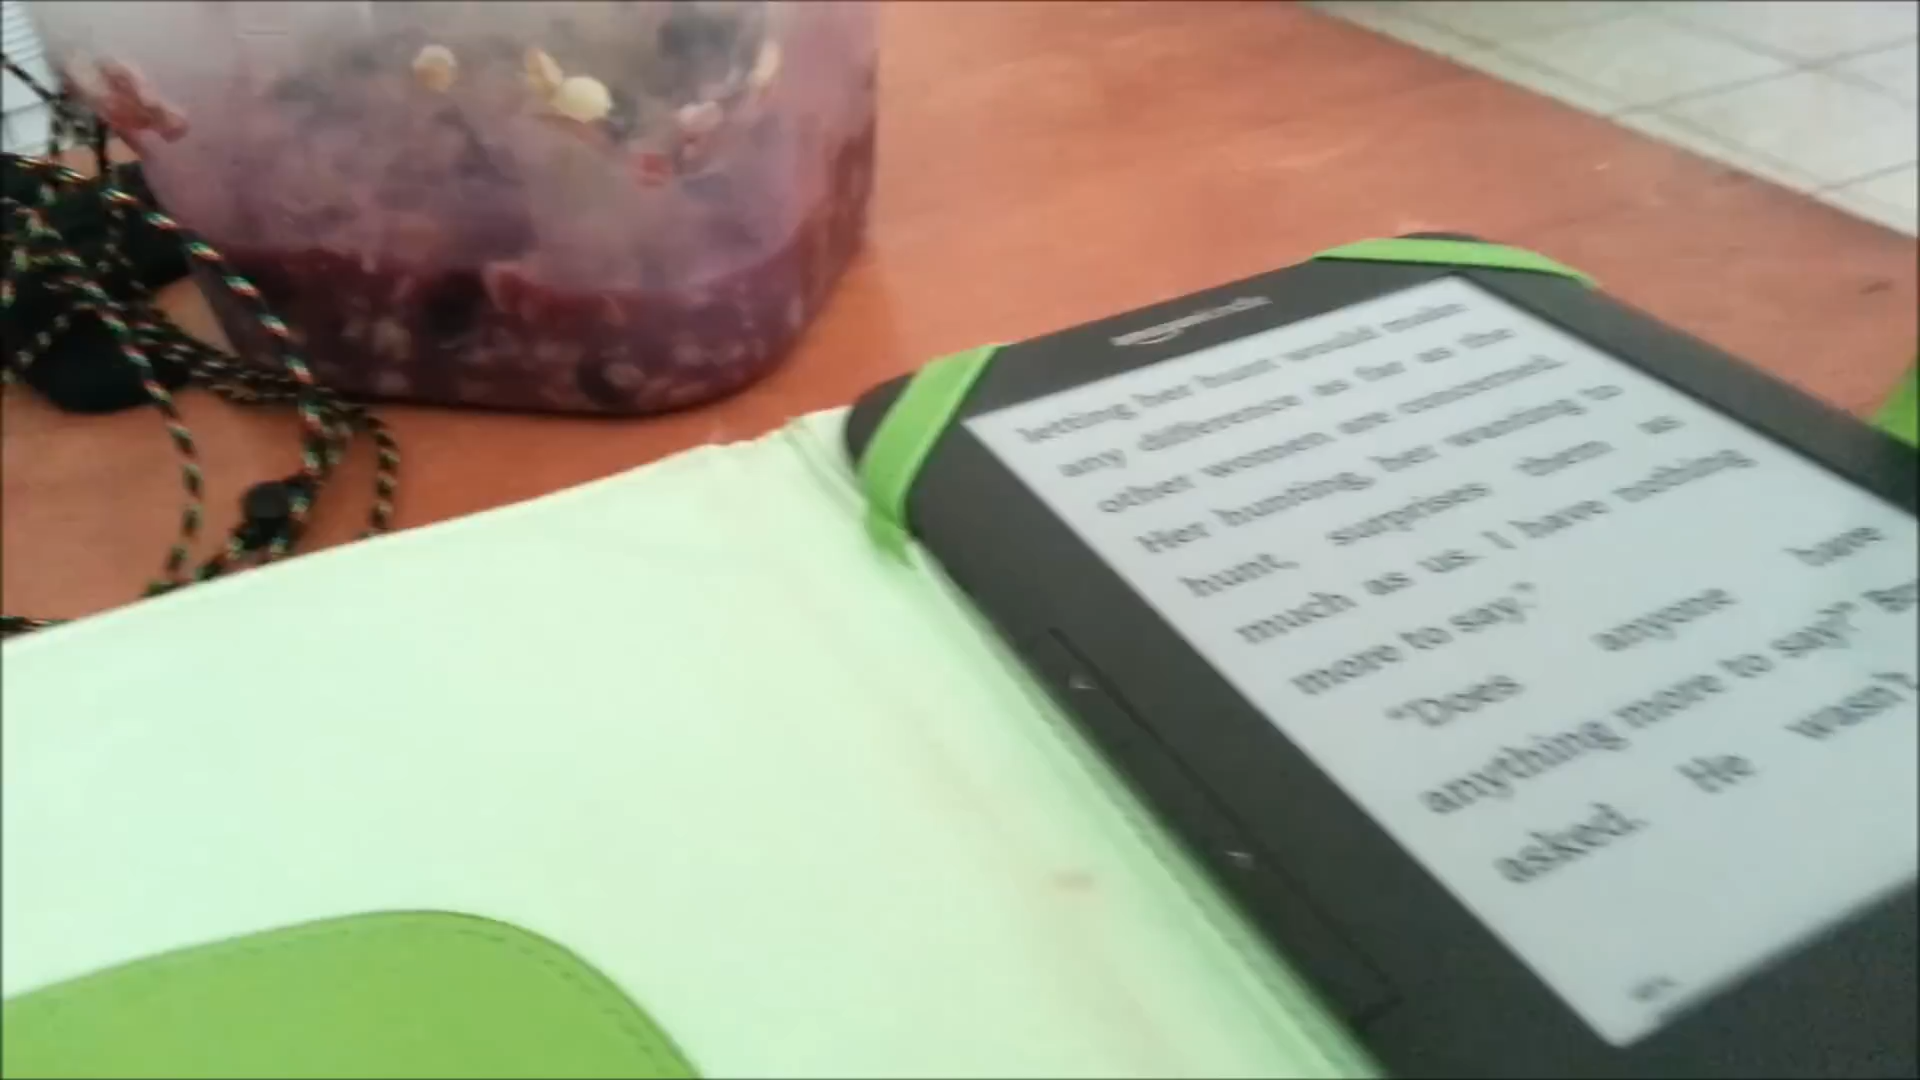 amazonkindle
letting her hunt would make
any difference as far as the
other women are concerned.
Her hunting, her wanting to
hunt, surprises them as
much as us. I have nothing
more to say."
"Does anyone have
anything more to say?"
asked. He wasn't